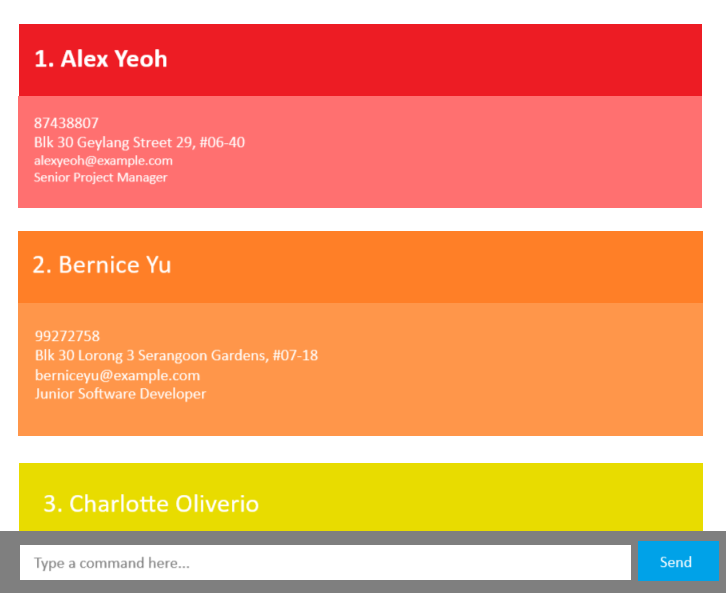 1. Alex Yeoh
87438807
Blk 30 Geylang Street 29, #06-40
alexyeoh@example.com
Senior Project Manager
2. Bernice Yu
99272758
Blk 30 Lorong 3 Serangoon Gardens, #07-18
berniceyu@example.com
Junior Software Developer
3. Charlotte Oliverio
Type a command here...
Send